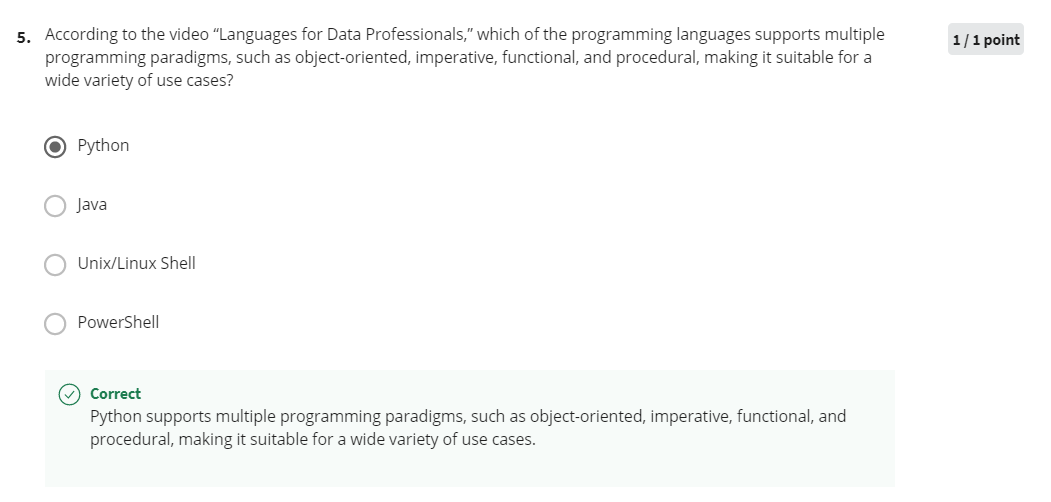 5. According to the video “Languages for Data Professionals,” which of the programming languages supports multiple
1 / 1 point
programming paradigms, such as object-oriented, imperative, functional, and procedural, making it suitable for a
wide variety of use cases?
Python
Java
Unix/Linux Shell
PowerShell
Correct
Python supports multiple programming paradigms, such as object-oriented, imperative, functional, and
procedural, making it suitable for a wide variety of use cases.